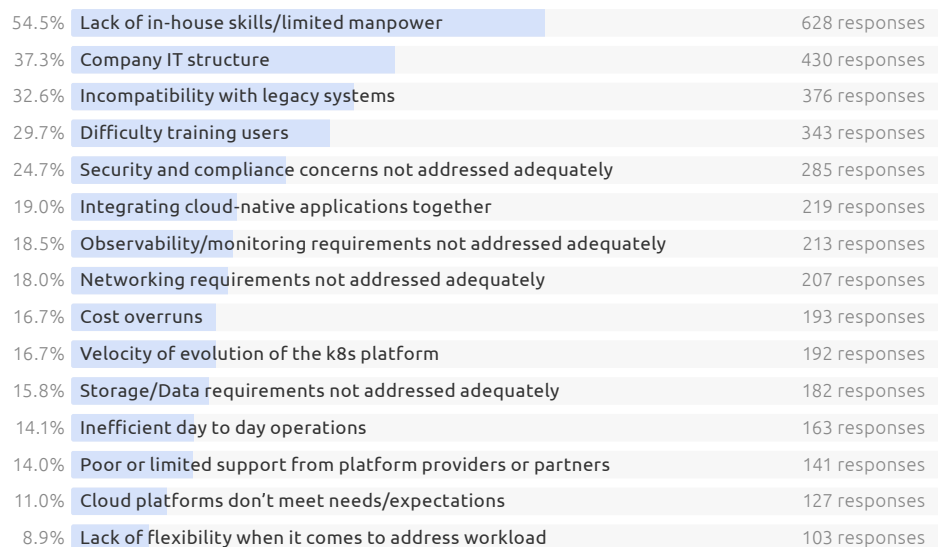 54.5% Lack of in-house skills/limited manpower 628 responses
37.3% Company IT structure 430 responses
32.6% Incompatibility with legacy systems 376 responses
29.7% Difficulty training users 343 responses
24.7% Security and compliance concerns not addressed adequately 285 responses
19.0% Integrating cloud-native applications together 219 responses
18.5% Observability/monitoring requirements not addressed adequately 213 responses
18.0% Networking requirements not addressed adequately 207 responses
16.7% Cost overruns 193 responses
16.7% Velocity of evolution of the k8s platform 192 responses
15.8% Storage/Data requirements not addressed adequately 182 responses
14.1% Inefficient day to day operations 163 responses
14.0% Poor or limited support from platform providers or partners 141 responses
11.0% Cloud platforms don’t meet needs/expectations 127 responses
8.9% Lack of flexibility when it comes to address workload 103 responses